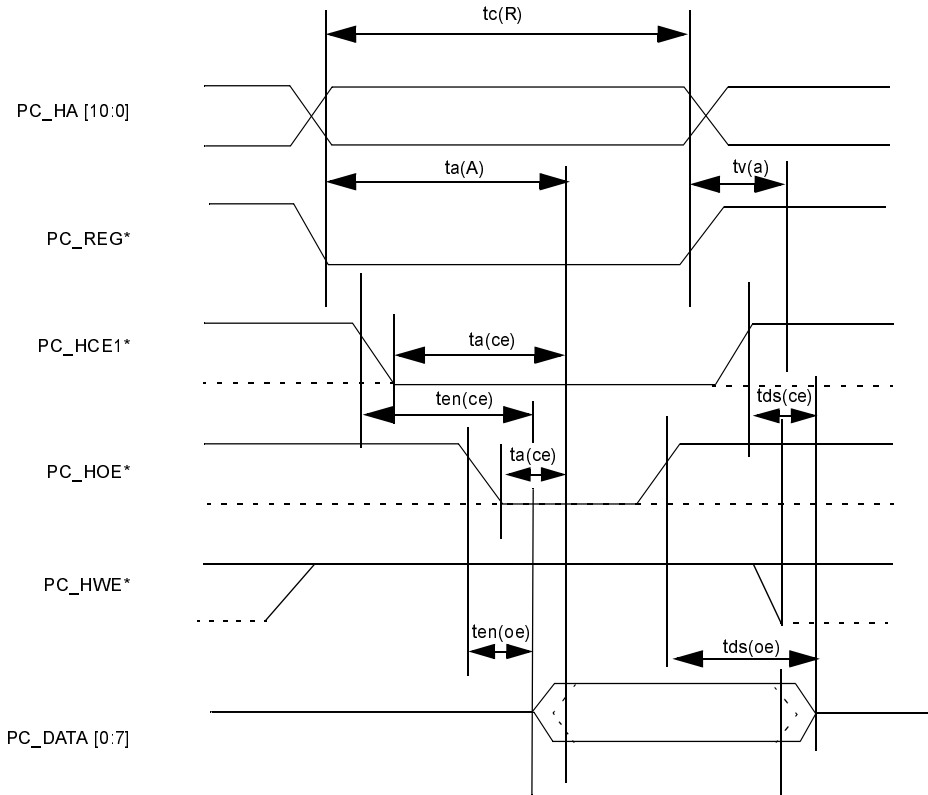 tc(R)
PC_HA [10:0]
ta(A)
tv(a)
PC_REG*
PC_HCE1*
ta(ce)
ten(ce)
tds(ce)
PC_HOE*
ta(ce)
PC_HWE*
ten(oe)
tds(oe)
PC_DATA [0:7]